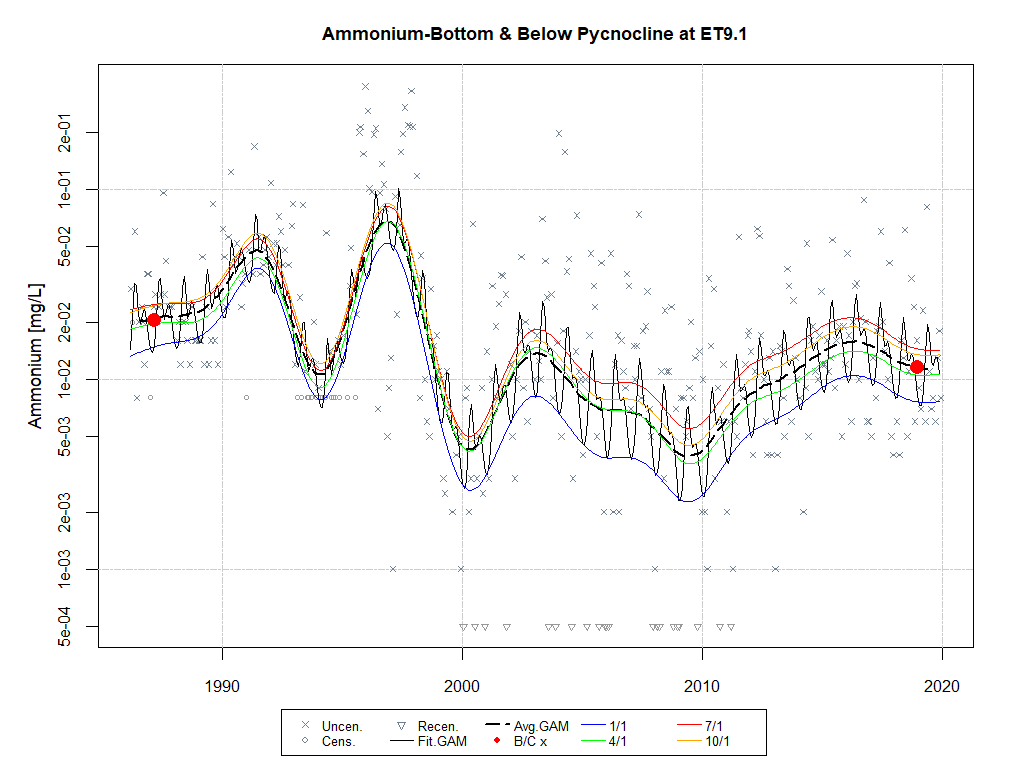 Ammonium-Bottom & Below Pycnocline at ET9.1
Ammonium [mg/L]
2e-01
1e-01
5e-02
2e-02
1e-02
5e-03
2e-03
1e-03
5e-04
1990 2000 2010 2020
Uncen. Recen. Avg.GAM 1/1 7/1
Cens. Fit.GAM B/C x 4/1 10/1